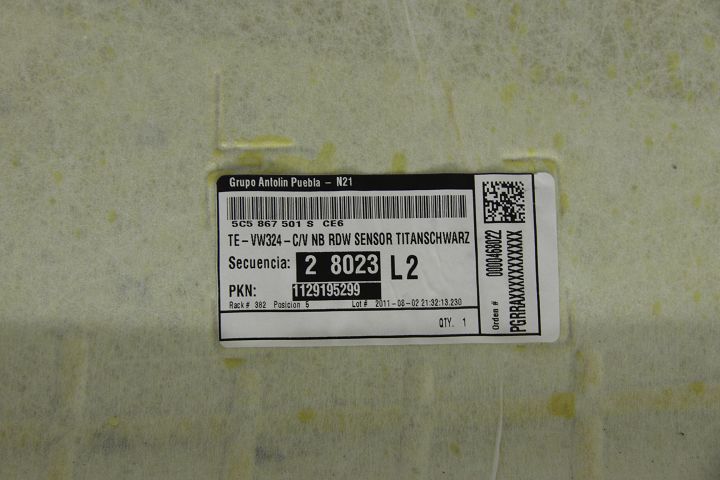 Grupo Antolin Puebla - N21
5C5 867 501 S CE6
TE-VW324-C/V NB RDW SENSOR TITANSCHWARZ
Secuencia: 2 8023 L2
PKN: 1129195299
Rack # 382 Posicion 5 Lot # 2011-08-02 21:32:13.230
QTY. 1
Orden # 0000468022
PGRRAXXXXXXXXXXX